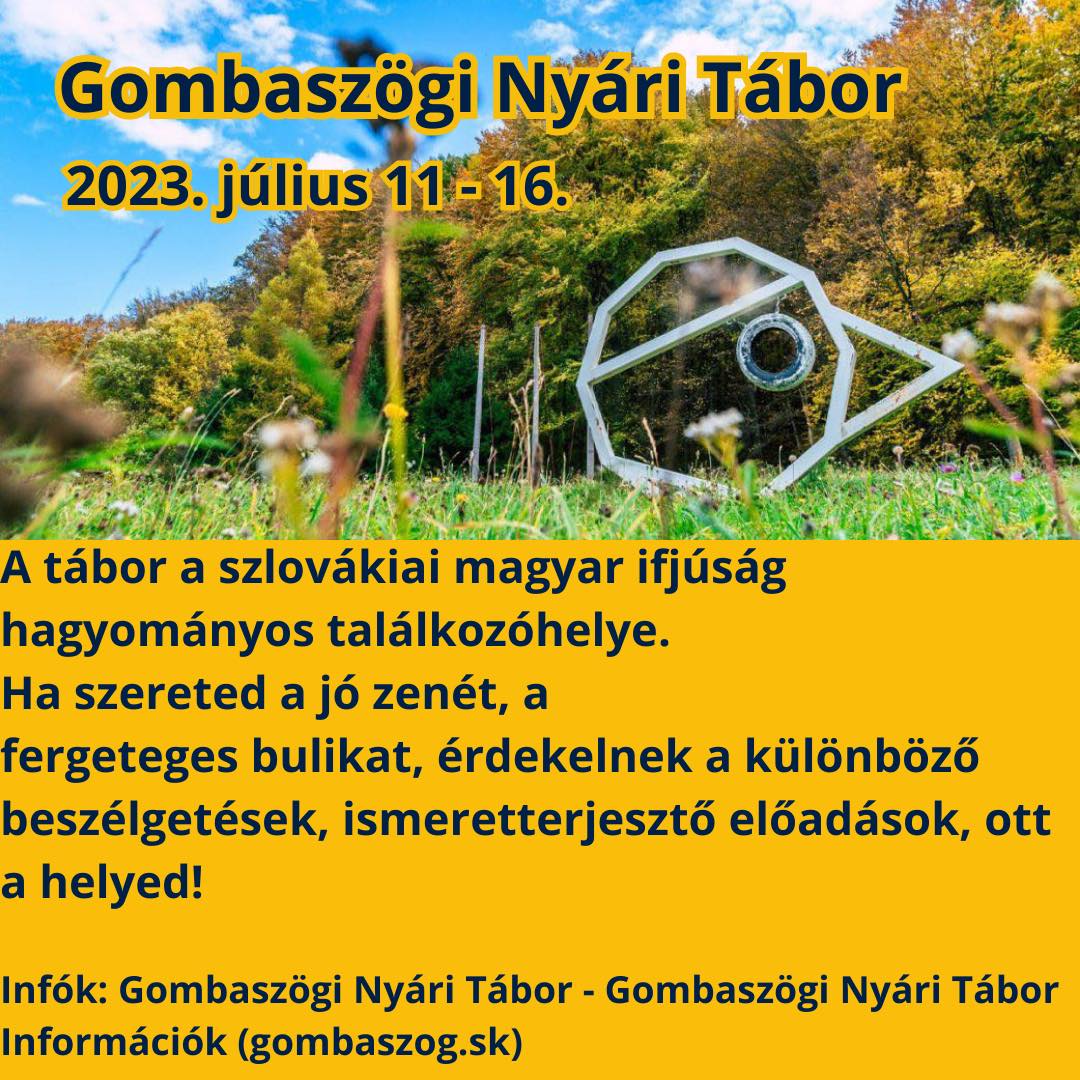 Gombaszögi Nyári Tábor
2023. július 11 - 16.
A tábor a szlovákiai magyar ifjúság
hagyományos találkozóhelye.
Ha szereted a jó zenét, a
fergeteges bulikat, érdekelnek a különböző
beszélgetések, ismeretterjesztő előadások, ott
a helyed!
Infók: Gombaszögi Nyári Tábor - Gombaszögi Nyári Tábor
Információk (gombaszog.sk)